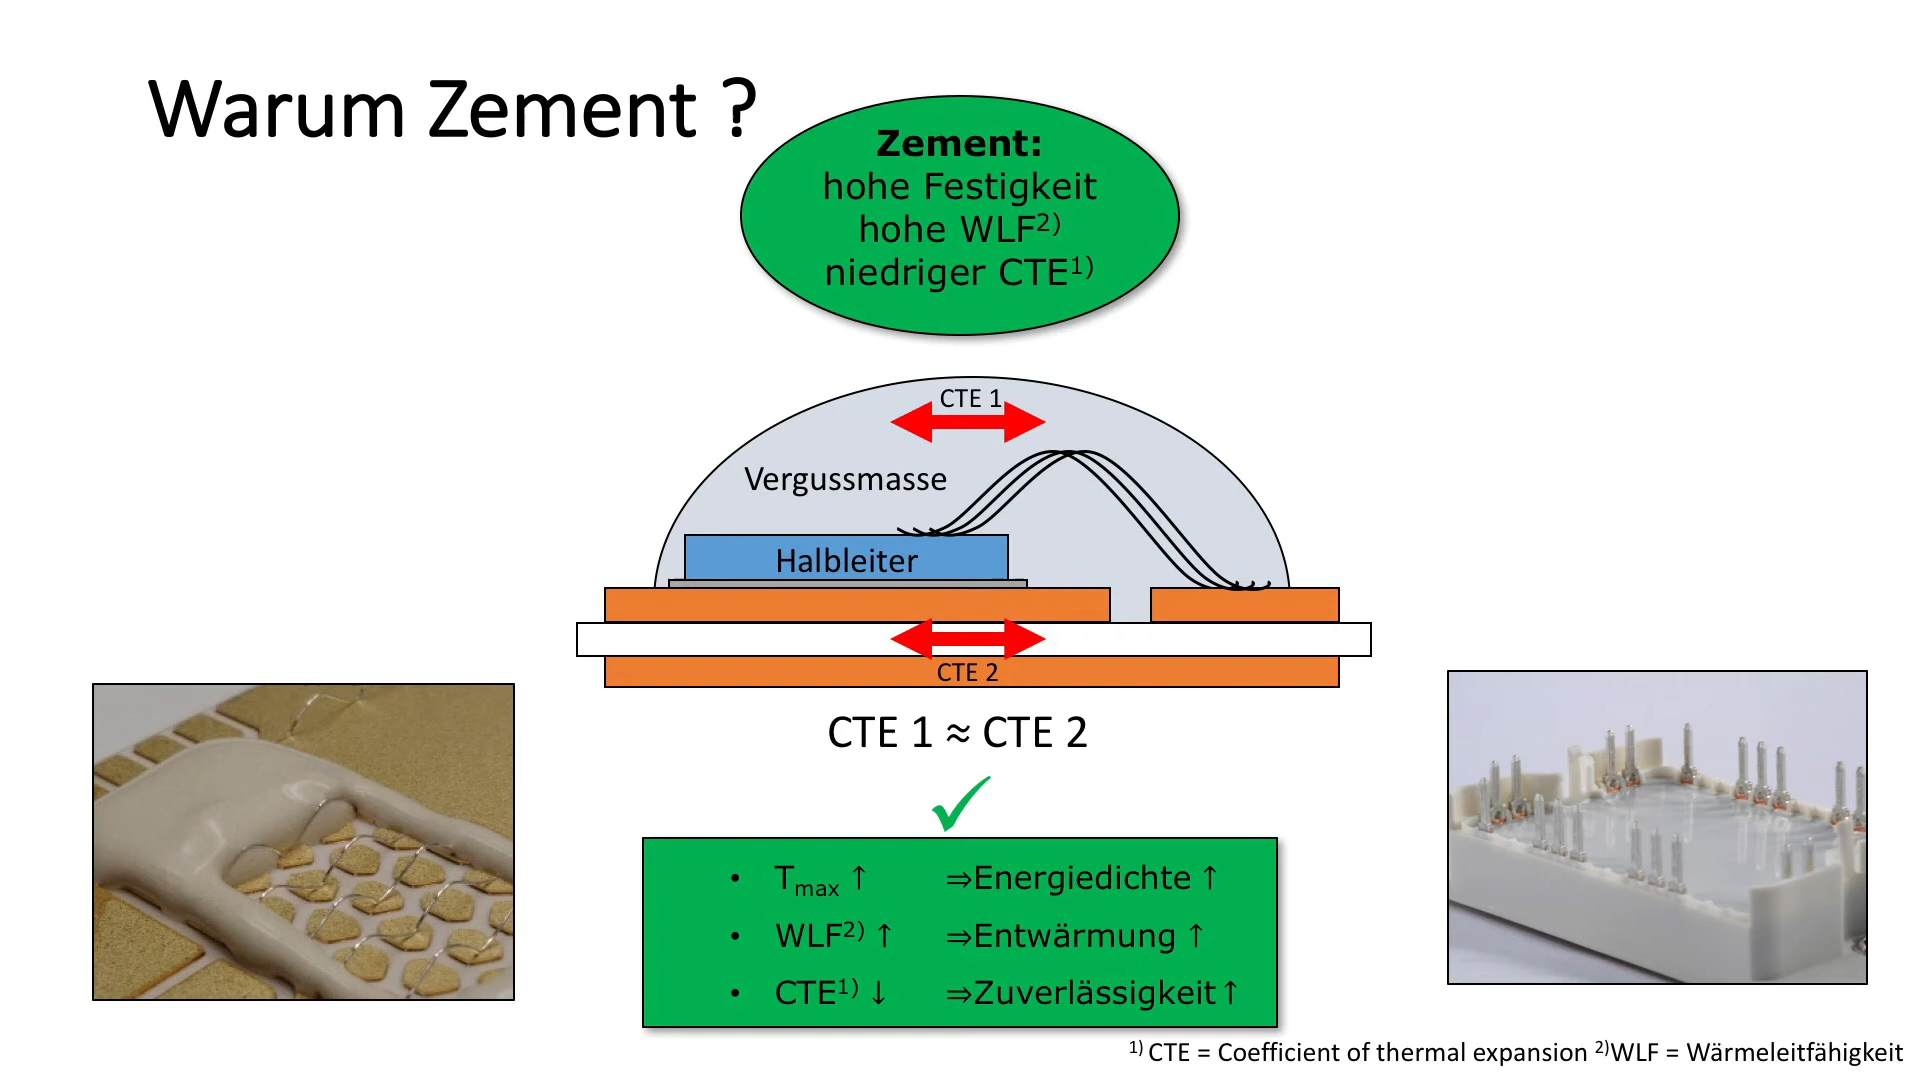 Warum Zement ?
Zement:
hohe Festigkeit
hohe WLF²⁾
niedriger CTE¹⁾
CTE 1
Vergussmasse
Halbleiter
CTE 2
CTE 1 ≈ CTE 2
• Tmax ↑ ⇒Energiedichte ↑
• WLF²⁾ ↑ ⇒Entwärmung ↑
• CTE¹⁾ ↓ ⇒Zuverlässigkeit ↑
¹⁾ CTE = Coefficient of thermal expansion ²⁾WLF = Wärmeleitfähigkeit